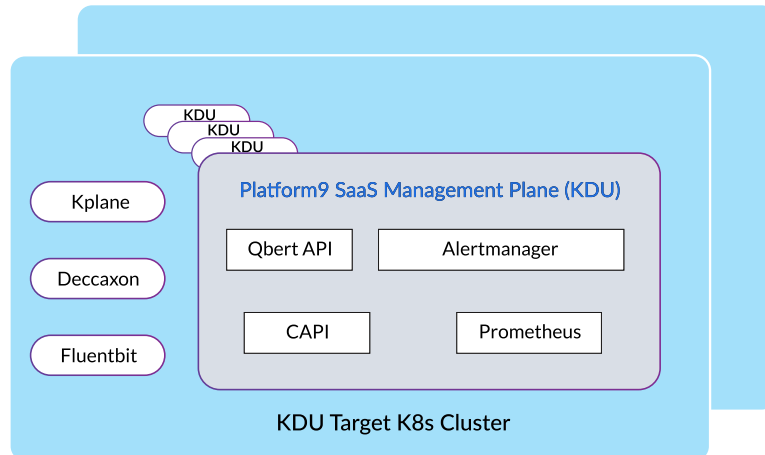 KDU
KDU
KDU
Platform9 SaaS Management Plane (KDU)
Kplane
Qbert API
Alertmanager
Deccaxon
CAPI
Prometheus
Fluentbit
KDU Target K8s Cluster